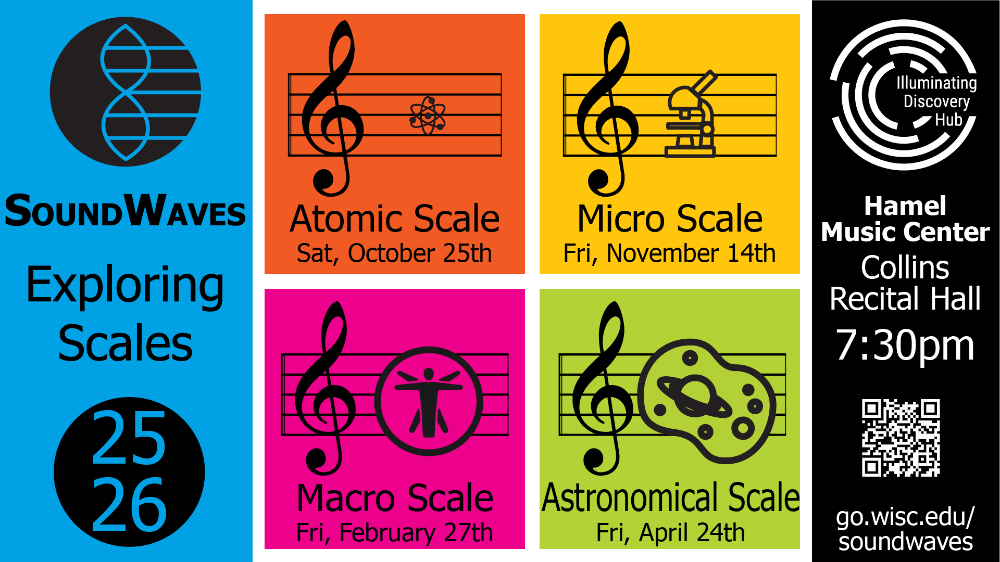 SOUNDWAVES
Exploring
Scales
25
26
Atomic Scale
Sat, October 25th
Micro Scale
Fri, November 14th
Macro Scale
Fri, February 27th
Astronomical Scale
Fri, April 24th
Illuminating
Discovery
Hub
Hamel
Music Center
Collins
Recital Hall
7:30pm
go.wisc.edu/
soundwaves